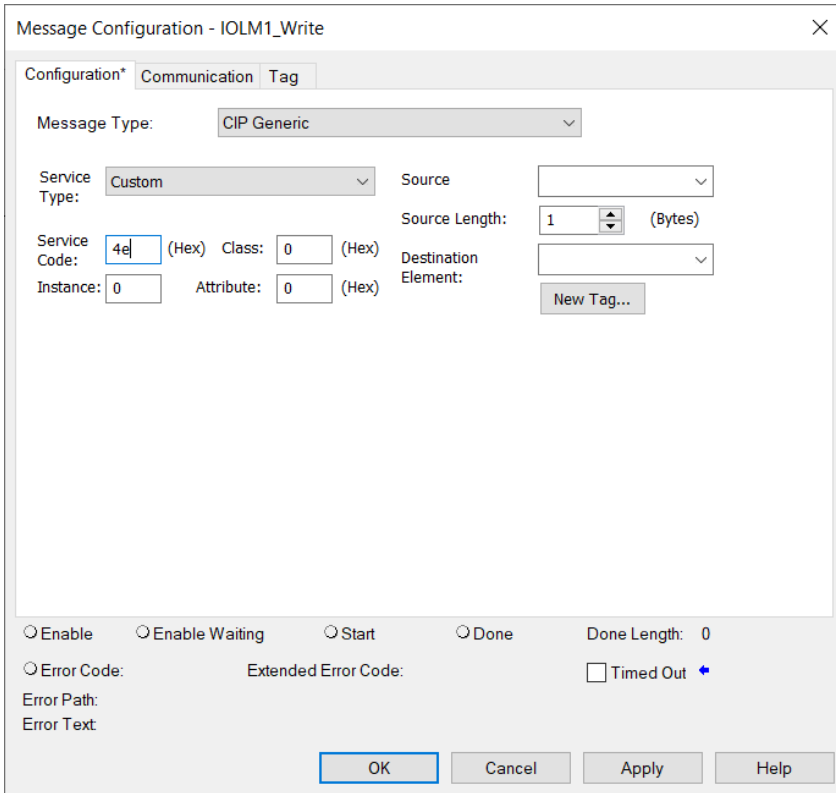 Message Configuration - IOLM1_Write
Configuration* Communication Tag
Message Type: CIP Generic
Service Type: Custom
Source
Source Length: 1 (Bytes)
Service Code: 4e (Hex) Class: 0 (Hex)
Destination Element:
Instance: 0 Attribute: 0 (Hex)
New Tag...
Enable Enable Waiting Start Done Done Length: 0
Error Code: Extended Error Code: Timed Out
Error Path:
Error Text
OK Cancel Apply Help